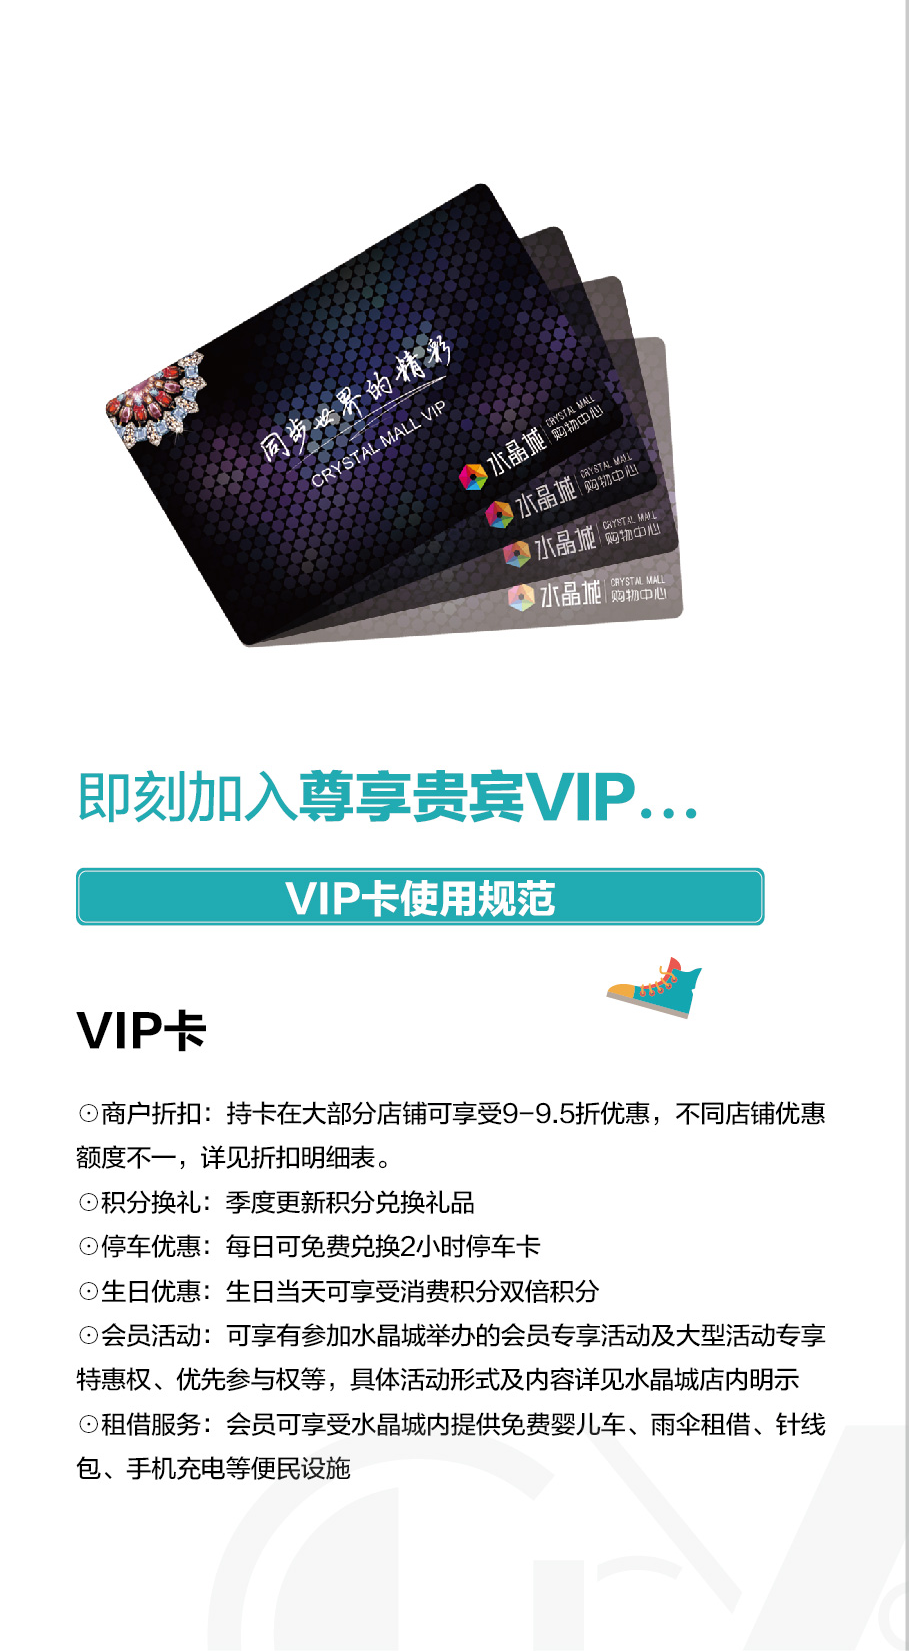 同步世界的精彩
CRYSTAL MALL VIP
水晶城 CRYSTAL MALL 购物中心
水晶城 CRYSTAL MALL 购物中心
水晶城 CRYSTAL MALL 购物中心
水晶城 CRYSTAL MALL 购物中心
即刻加入尊享贵宾VIP...
VIP卡使用规范
VIP卡
⊙商户折扣：持卡在大部分店铺可享受9-9.5折优惠，不同店铺优惠
额度不一，详见折扣明细表。
⊙积分换礼：季度更新积分兑换礼品
⊙停车优惠：每日可免费兑换2小时停车卡
⊙生日优惠：生日当天可享受消费积分双倍积分
⊙会员活动：可享有参加水晶城举办的会员专享活动及大型活动专享
特惠权、优先参与权等，具体活动形式及内容详见水晶城店内明示
⊙租借服务：会员可享受水晶城内提供免费婴儿车、雨伞租借、针线
包、手机充电等便民设施